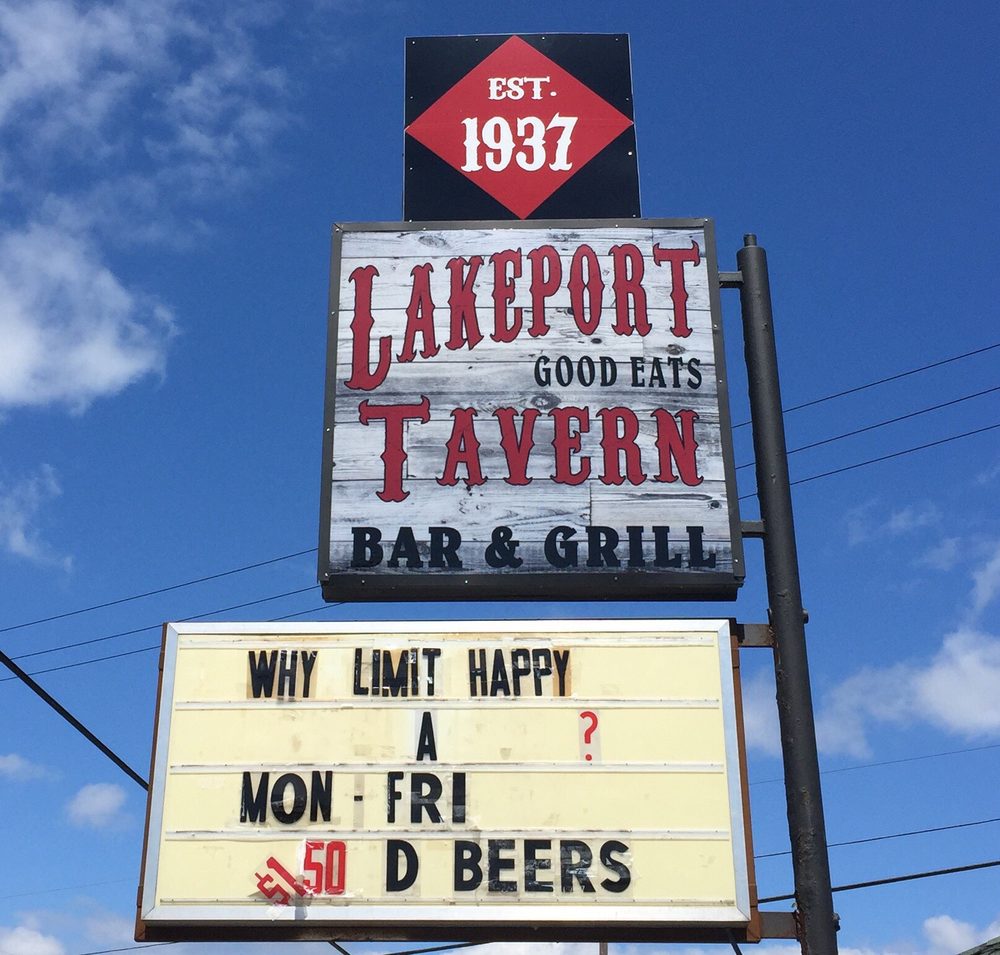 EST.
1937
LAKEPORT
GOOD EATS
TAVERN
BAR & GRILL
WHY LIMIT HAPPY
A ?
MON - FRI
$1.50 D BEERS